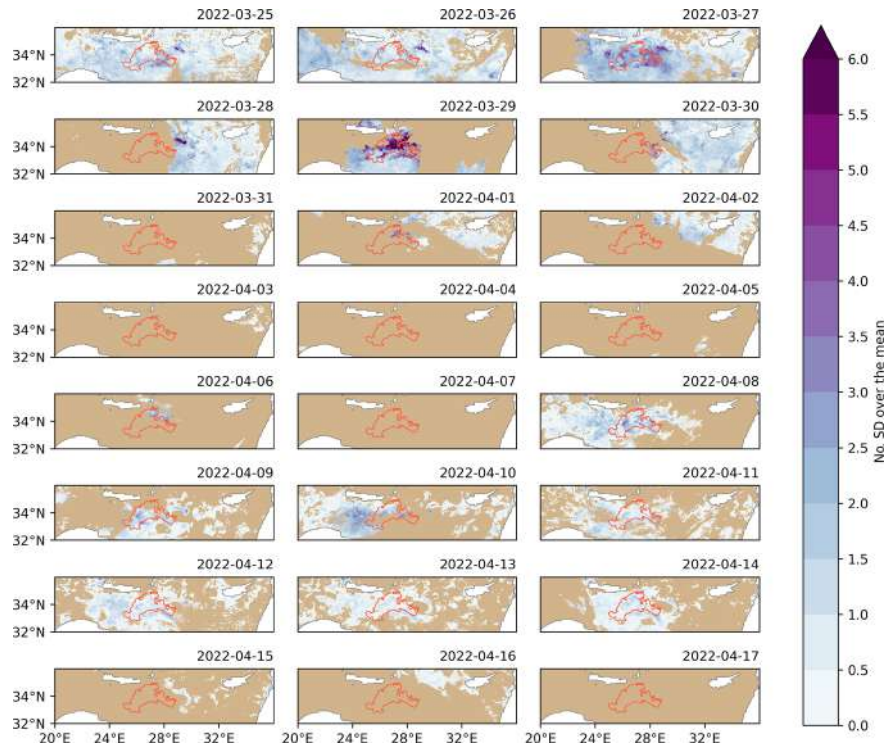 2022-03-25 2022-03-26 2022-03-27
34°N
32°N
2022-03-28 2022-03-29 2022-03-30
34°N
32°N
2022-03-31 2022-04-01 2022-04-02
34°N
32°N
2022-04-03 2022-04-04 2022-04-05
34°N
32°N
2022-04-06 2022-04-07 2022-04-08
34°N
32°N
2022-04-09 2022-04-10 2022-04-11
34°N
32°N
2022-04-12 2022-04-13 2022-04-14
34°N
32°N
2022-04-15 2022-04-16 2022-04-17
34°N
32°N
20°E 24°E 28°E 32°E 20°E 24°E 28°E 32°E 20°E 24°E 28°E 32°E
6.0
5.5
5.0
4.5
4.0
3.5
3.0
2.5
2.0
1.5
1.0
0.5
0.0
No. SD over the mean